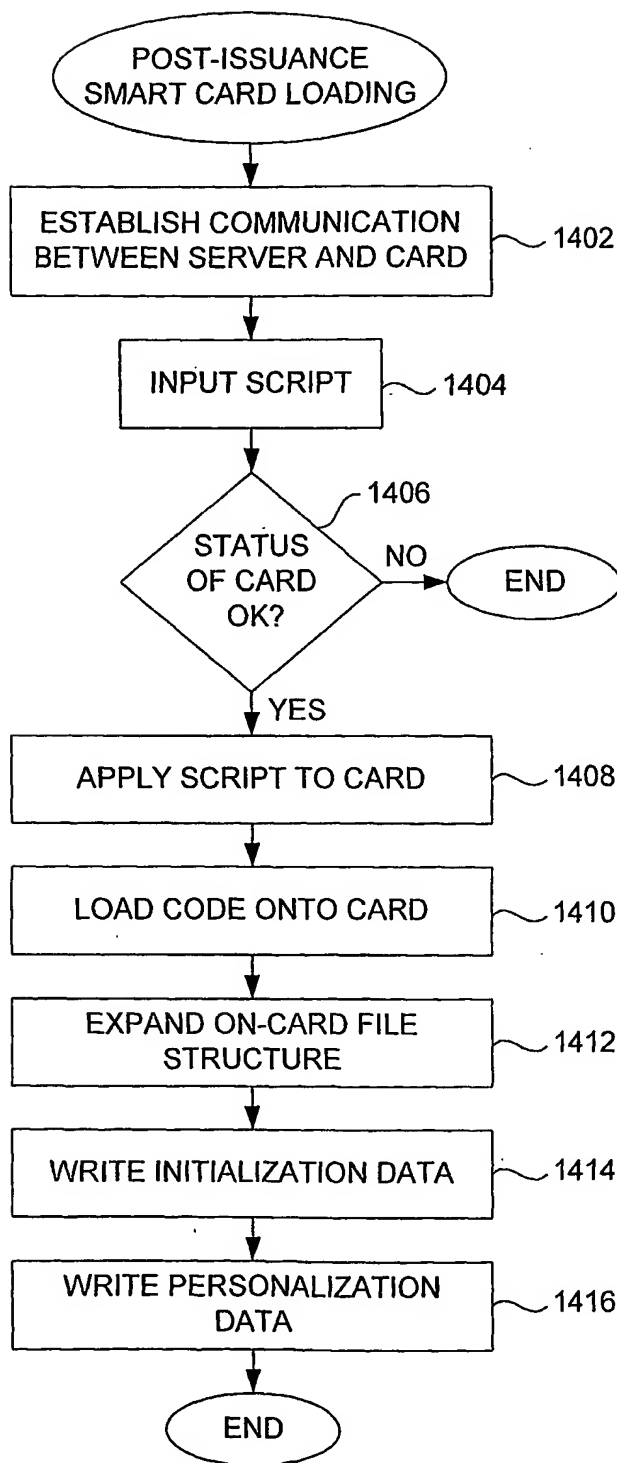 POST-ISSUANCE
SMART CARD LOADING
ESTABLISH COMMUNICATION
BETWEEN SERVER AND CARD
1402
INPUT SCRIPT
1404
1406
STATUS
OF CARD
OK?
NO
END
YES
APPLY SCRIPT TO CARD
1408
LOAD CODE ONTO CARD
1410
EXPAND ON-CARD FILE
STRUCTURE
1412
WRITE INITIALIZATION DATA
1414
WRITE PERSONALIZATION
DATA
1416
END